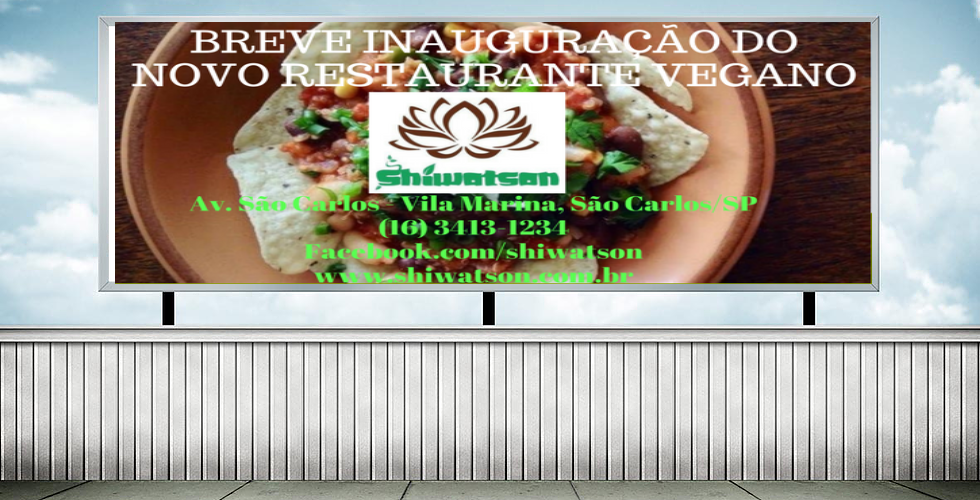 BREVE INAUGURAÇÃO DO
NOVO RESTAURANTE VEGANO
Shiwatson
Av. São Carlos - Vila Marina, São Carlos/SP
(16) 3413-1234
Facebook.com/shiwatson
www.shiwatson.com.br